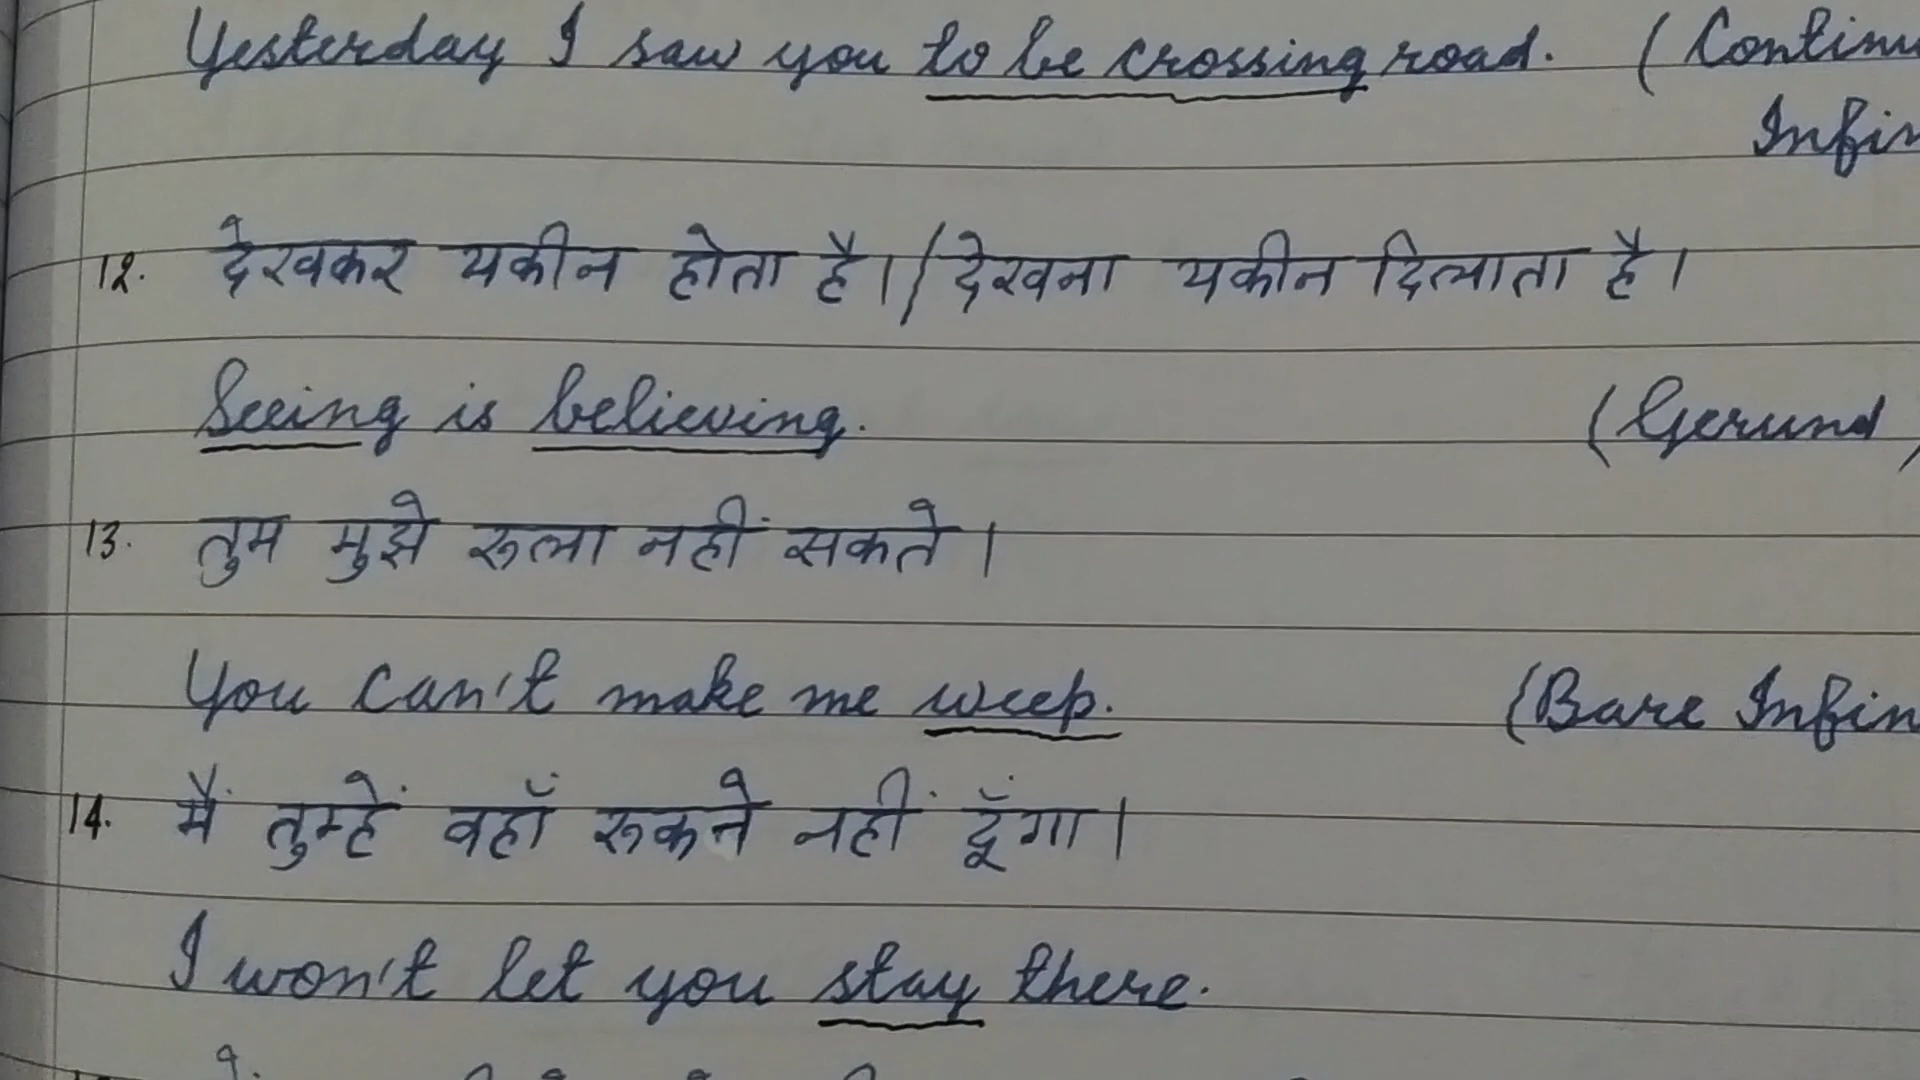 Yesterday I saw you to be crossing road. (Continu
Infin
12. देखकर यकीन होता है। / देखना यकीन दिलाता है।
Seeing is believing. (Gerund)
13. तुम मुझे रूला नहीं सकते।
You can't make me weep. (Bare Infin
14. मैं तुम्हें वहाँ रूकने नहीं दूँगा।
I won't let you stay there.